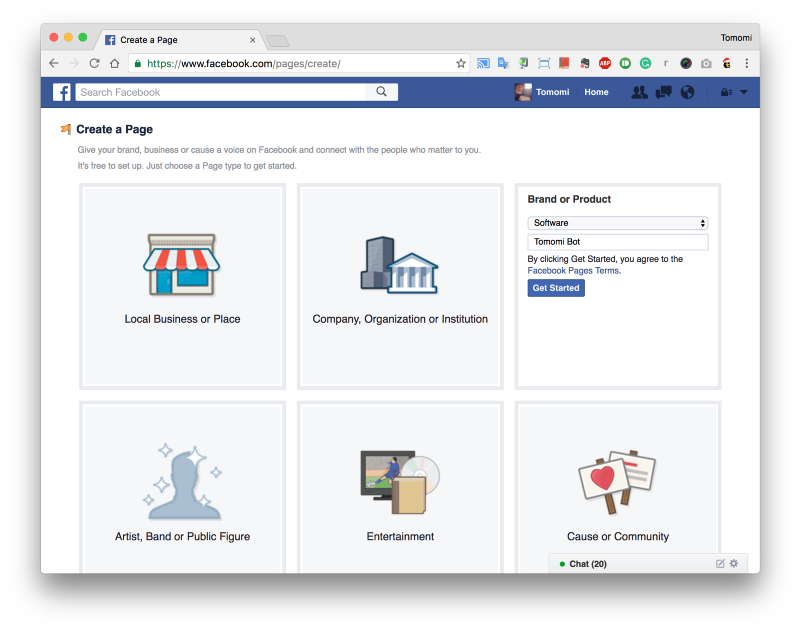 Create a Page
Tomomi
https://www.facebook.com/pages/create/
ABP
Search Facebook
Tomomi
Home
Create a Page
Give your brand, business or cause a voice on Facebook and connect with the people who matter to you.
It's free to set up. Just choose a Page type to get started.
Local Business or Place
Company, Organization or Institution
Brand or Product
Software
Tomomi Bot
By clicking Get Started, you agree to the
Facebook Pages Terms.
Get Started
Artist, Band or Public Figure
Entertainment
Cause or Community
Chat (20)